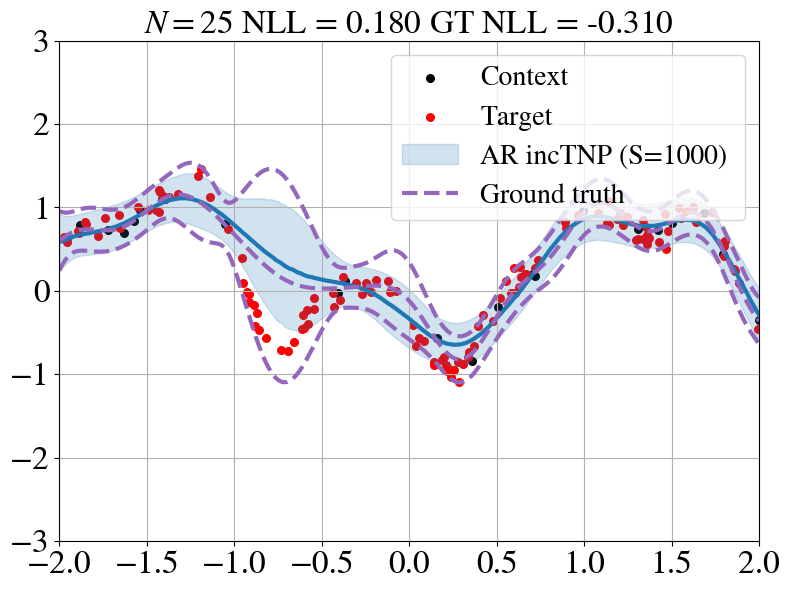 N = 25 NLL = 0.180 GT NLL = -0.310
3
2
1
0
−1
−2
−3
−2.0 −1.5 −1.0 −0.5 0.0 0.5 1.0 1.5 2.0
Context
Target
AR incTNP (S=1000)
Ground truth